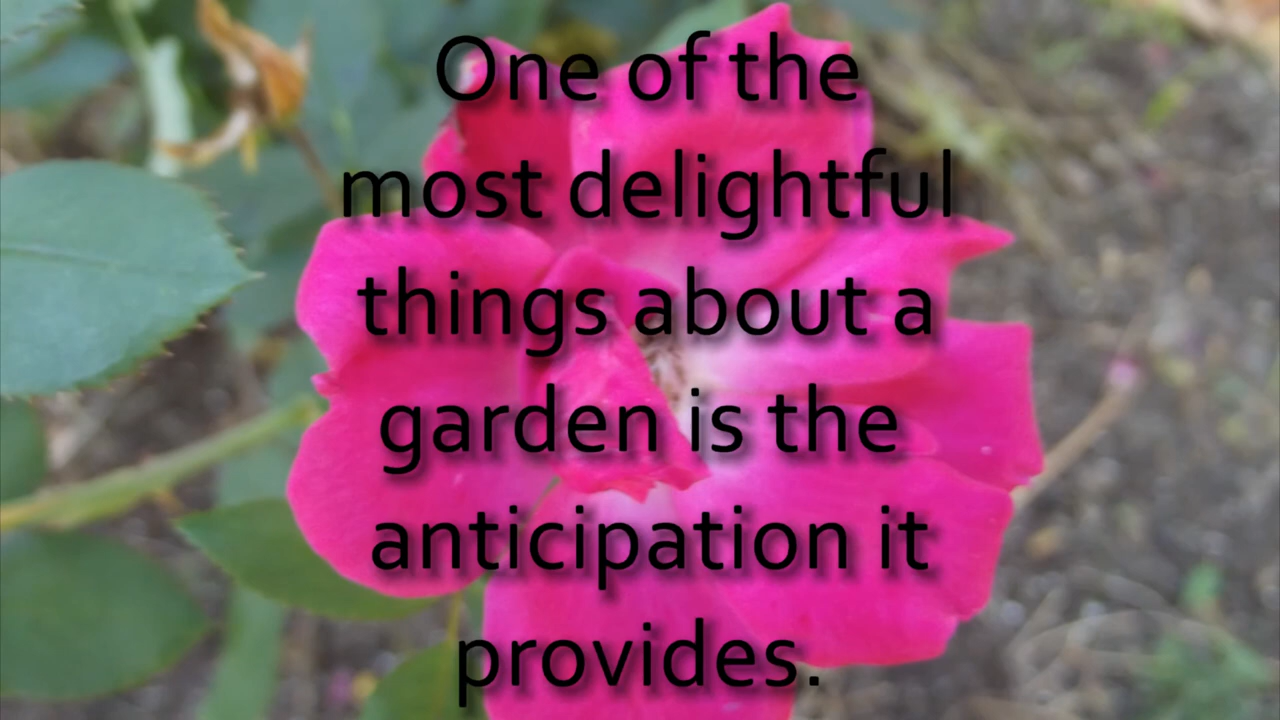 One of the
most delightful
things about a
garden is the
anticipation it
provides.